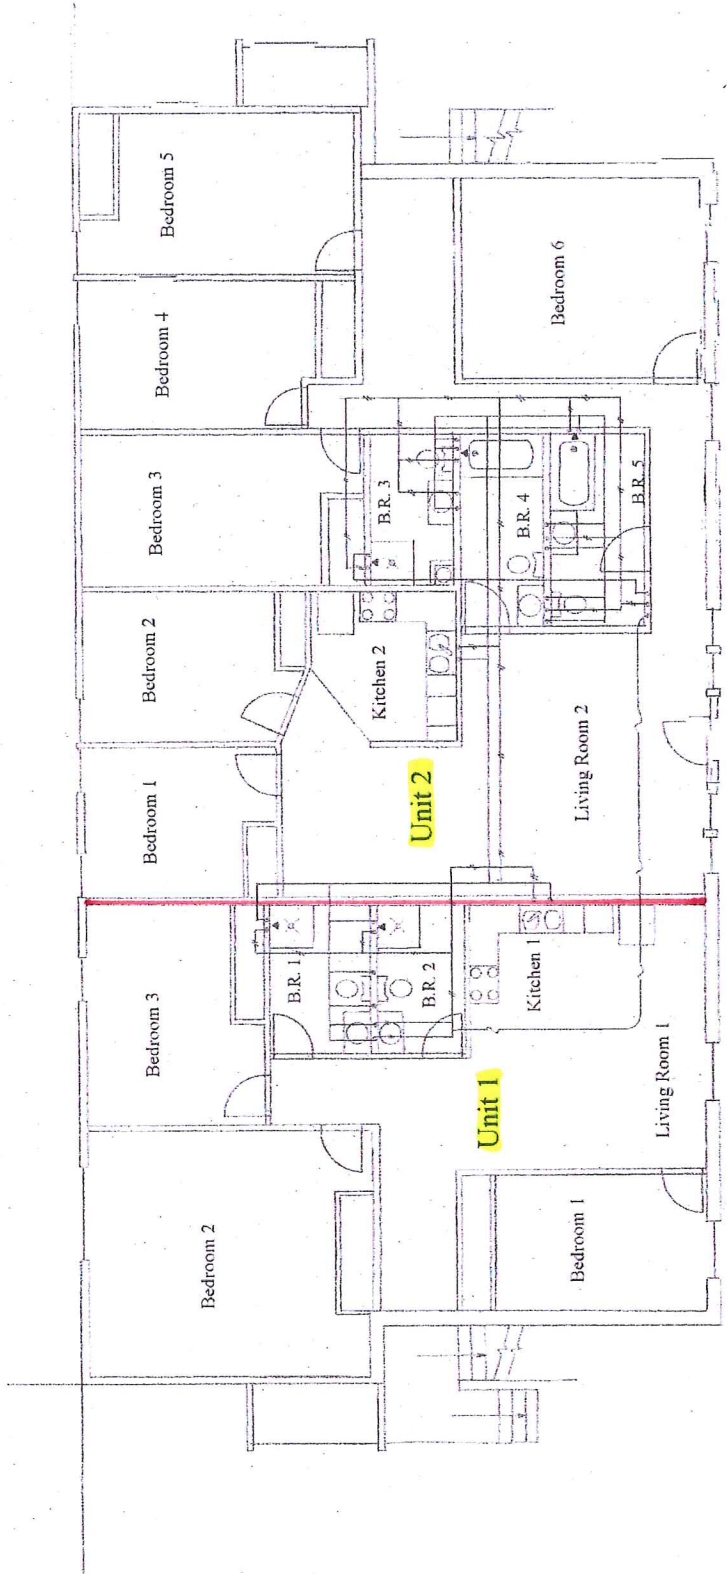 Bedroom 2
Bedroom 3
Bedroom 1
Bedroom 2
Bedroom 3
Bedroom 4
Bedroom 5
B.R. 1
B.R. 2
Kitchen 2
B.R. 3
Unit 1
Unit 2
B.R. 4
B.R. 5
Bedroom 1
Living Room 1
Kitchen 1
Living Room 2
Bedroom 6